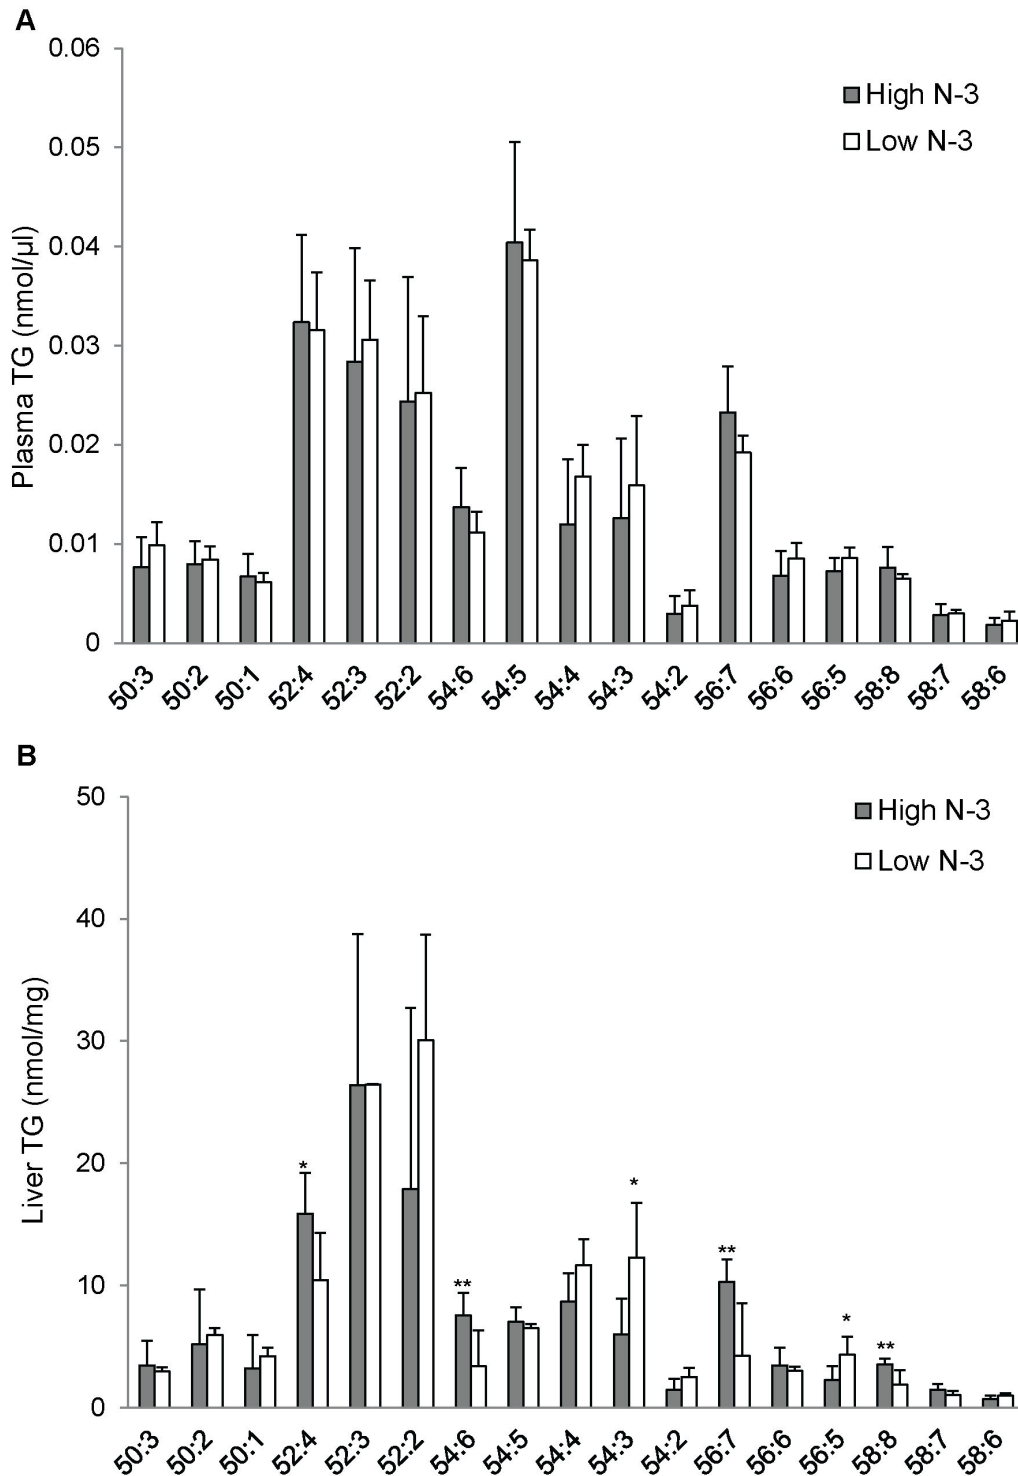 A
0.06
0.05
0.04
0.03
0.02
0.01
0
Plasma TG (nmol/µl)
High N-3
Low N-3
50:3 50:2 50:1 52:4 52:3 52:2 54:6 54:5 54:4 54:3 54:2 56:7 56:6 56:5 58:8 58:7 58:6
B
50
40
30
20
10
0
Liver TG (nmol/mg)
High N-3
Low N-3
* ** * ** * **
50:3 50:2 50:1 52:4 52:3 52:2 54:6 54:5 54:4 54:3 54:2 56:7 56:6 56:5 58:8 58:7 58:6